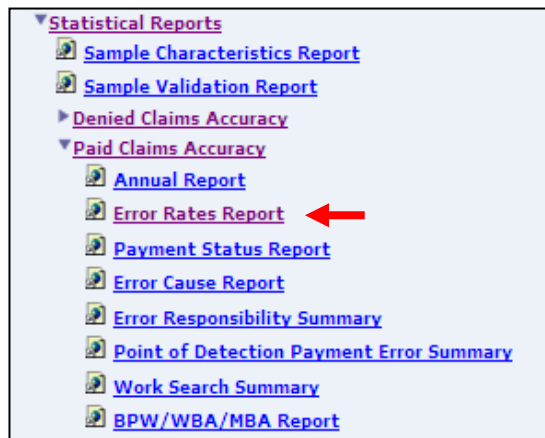 Statistical Reports
Sample Characteristics Report
Sample Validation Report
Denied Claims Accuracy
Paid Claims Accuracy
Annual Report
Error Rates Report
Payment Status Report
Error Cause Report
Error Responsibility Summary
Point of Detection Payment Error Summary
Work Search Summary
BPW/WBA/MBA Report